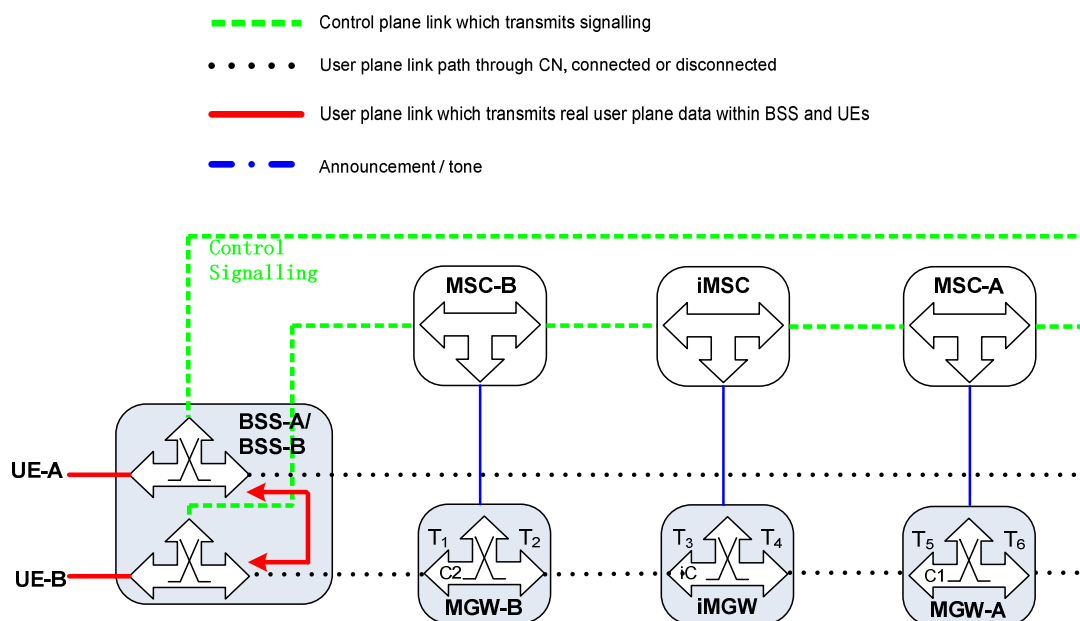 Control plane link which transmits signalling
User plane link path through CN, connected or disconnected
User plane link which transmits real user plane data within BSS and UEs
Announcement / tone
Control
Signalling
MSC-B
iMSC
MSC-A
BSS-A/
BSS-B
UE-A
UE-B
T1
T2
C2
MGW-B
T3
T4
iC
iMGW
T5
T6
C1
MGW-A